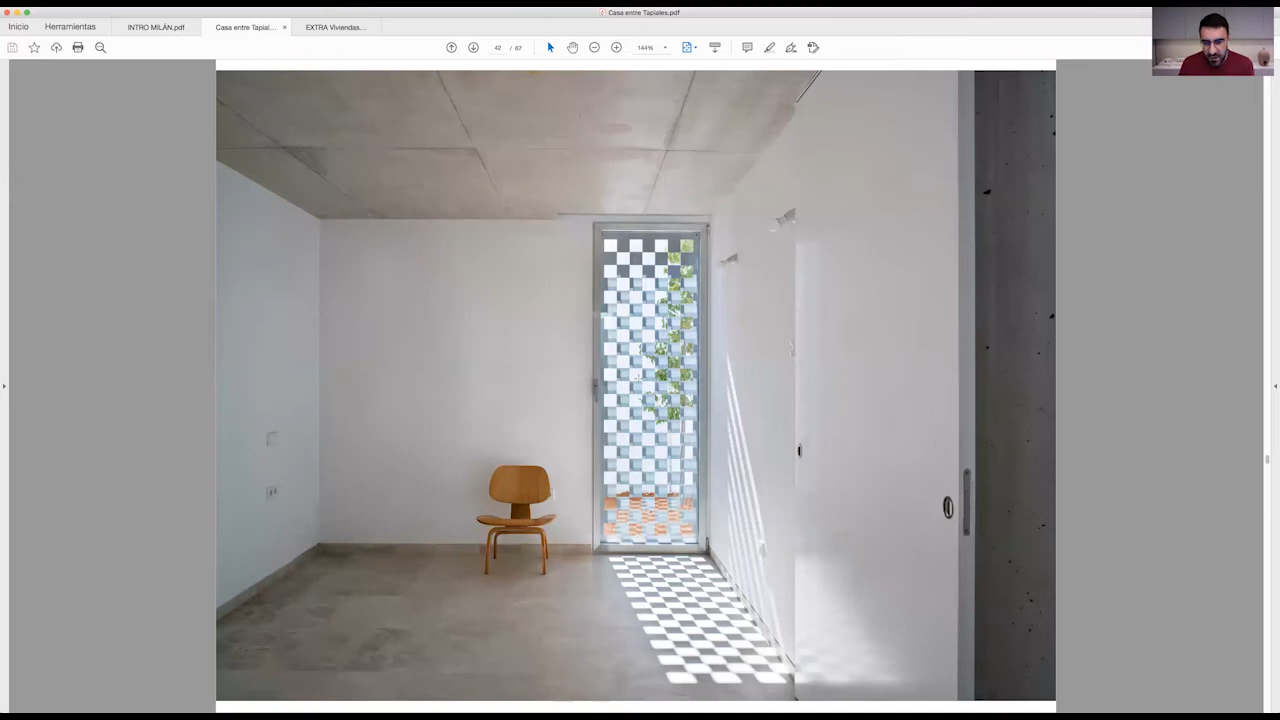 Casa entre Tapiales.pdf
Inicio Herramientas INTRO MILÁN.pdf Casa entre Tapial... × EXTRA Viviendas...
42 / 67 144%